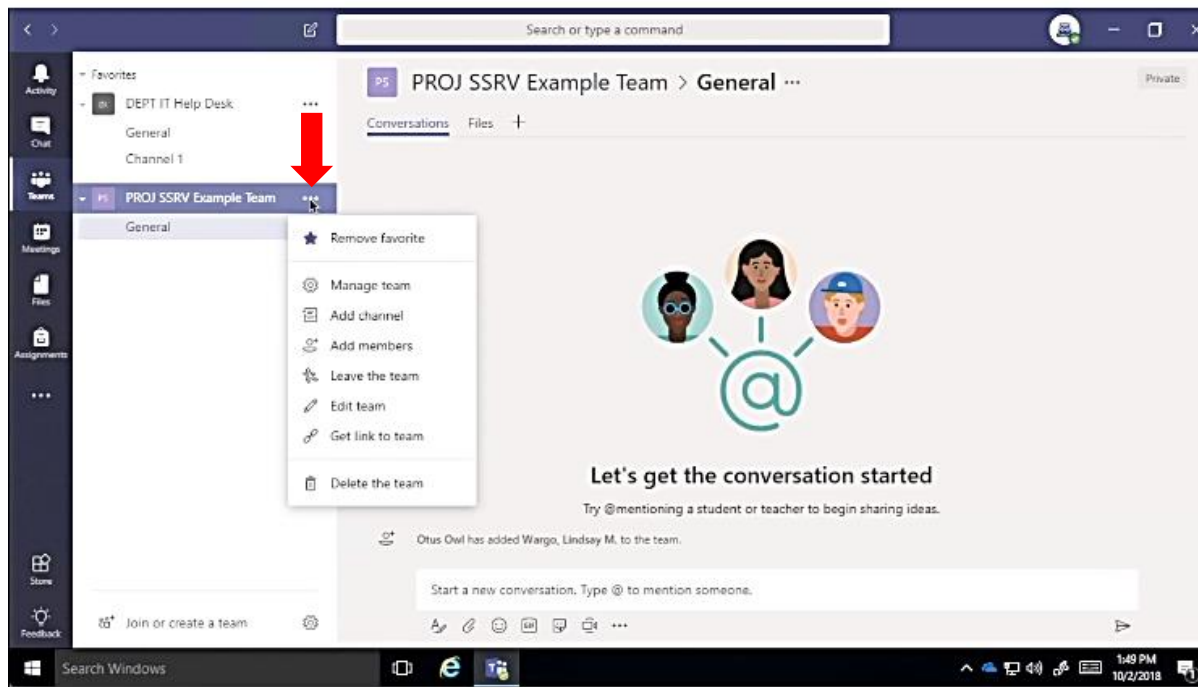 Search or type a command
Activity
Chat
Teams
Meetings
Files
Assignments
Store
Feedback
Favorites
DEPT IT Help Desk
General
Channel 1
PROJ SSRV Example Team
General
Remove favorite
Manage team
Add channel
Add members
Leave the team
Edit team
Get link to team
Delete the team
Join or create a team
PS PROJ SSRV Example Team > General
Private
Conversations Files
Let's get the conversation started
Try @mentioning a student or teacher to begin sharing ideas.
Otus Owl has added Wargo, Lindsay M. to the team.
Start a new conversation. Type @ to mention someone.
Search Windows
1:49 PM
10/2/2018